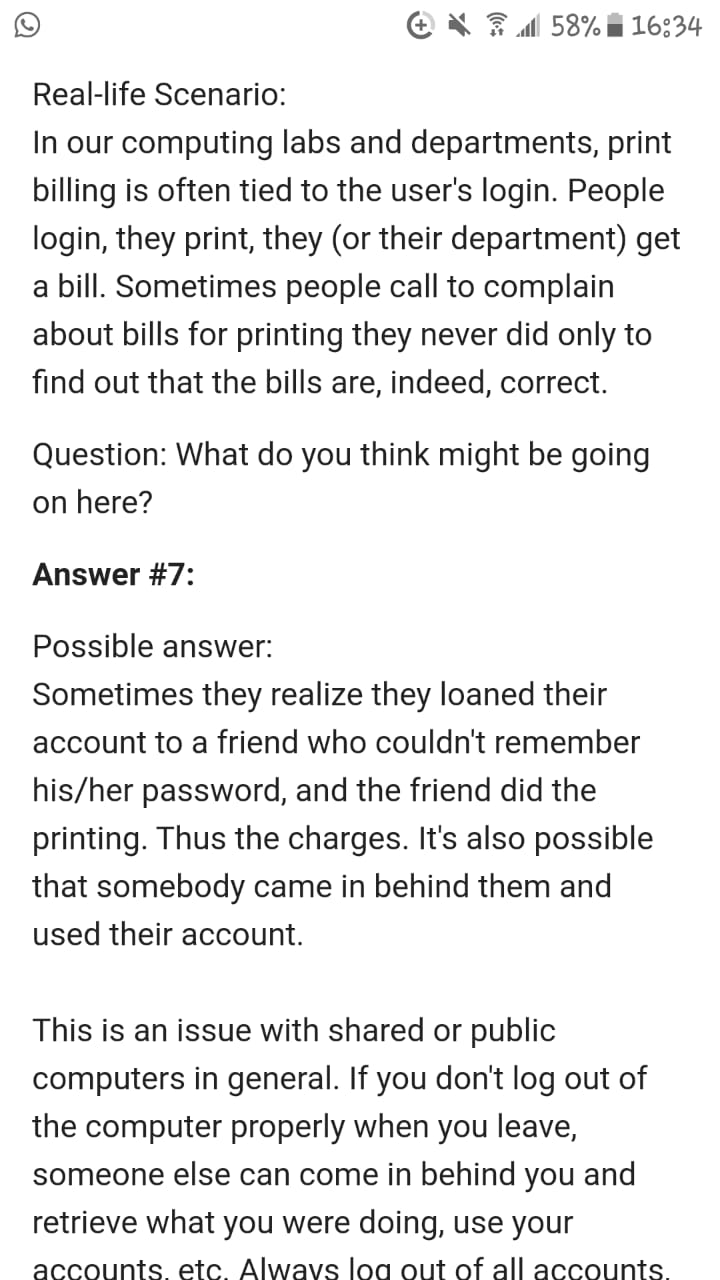 58% 16:34
Real-life Scenario:
In our computing labs and departments, print
billing is often tied to the user's login. People
login, they print, they (or their department) get
a bill. Sometimes people call to complain
about bills for printing they never did only to
find out that the bills are, indeed, correct.
Question: What do you think might be going
on here?
Answer #7:
Possible answer:
Sometimes they realize they loaned their
account to a friend who couldn't remember
his/her password, and the friend did the
printing. Thus the charges. It's also possible
that somebody came in behind them and
used their account.
This is an issue with shared or public
computers in general. If you don't log out of
the computer properly when you leave,
someone else can come in behind you and
retrieve what you were doing, use your
accounts, etc. Always log out of all accounts,